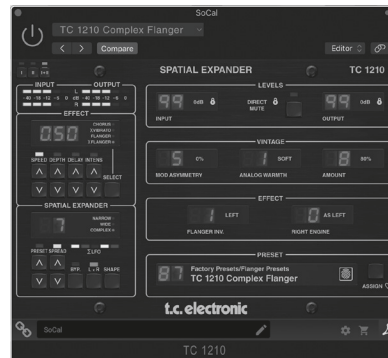 SoCal
TC 1210 Complex Flanger
Compare
Editor
I II I+II
SPATIAL EXPANDER TC 1210
INPUT OUTPUT
L
-40 -18 -12 -6 0 dB -40 -18 -12 -6 0 dB
R
LEVELS
99 0dB
DIRECT
MUTE
99 0dB
INPUT OUTPUT
EFFECT
050
CHORUS
FLANGER
SPEED DEPTH DELAY INTENS
SELECT
VINTAGE
5 0%
1 SOFT
8
MOD ASYMMETRY ANALOG WARMTH AMOUNT
SPATIAL EXPANDER
7
NARROW
WIDE
COMPLEX
PRESET SPREAD ΣLFO
BYP. L + R SHAPE
EFFECT
1 LEFT
0 AS LEFT
FLANGER INV. RIGHT ENGINE
PRESET
87
Factory Presets/Flanger Presets
TC 1210 Complex Flanger
ASSIGN
t.c. electronic
SoCal
TC 1210